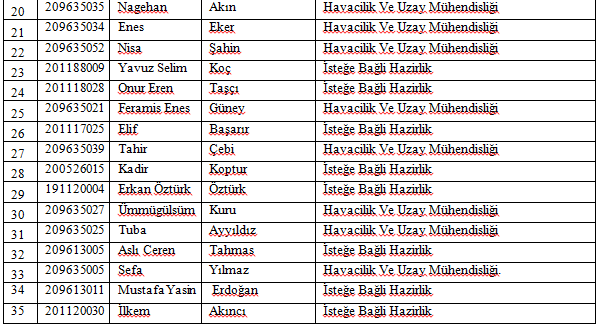 20 209635035 Nagehan Akın Havacilik Ve Uzay Mühendisliği
21 209635034 Enes Eker Havacilik Ve Uzay Mühendisliği
22 209635052 Nisa Şahin Havacilik Ve Uzay Mühendisliği
23 201188009 Yavuz Selim Koç İsteğe Bağli Hazirlik
24 201118028 Onur Eren Taşçı İsteğe Bağli Hazirlik
25 209635021 Feramis Enes Güney Havacilik Ve Uzay Mühendisliği
26 201117025 Elif Başarır İsteğe Bağli Hazirlik
27 209635039 Tahir Çebi Havacilik Ve Uzay Mühendisliği
28 200526015 Kadir Koptur İsteğe Bağli Hazirlik
29 191120004 Erkan Öztürk Öztürk İsteğe Bağli Hazirlik
30 209635027 Ümmügülsüm Kuru Havacilik Ve Uzay Mühendisliği
31 209635025 Tuba Ayyıldız Havacilik Ve Uzay Mühendisliği
32 209613005 Aslı Ceren Tahmas İsteğe Bağli Hazirlik
33 209635005 Sefa Yılmaz Havacilik Ve Uzay Mühendisliği.
34 209613011 Mustafa Yasin Erdoğan İsteğe Bağli Hazirlik
35 201120030 İlkem Akıncı İsteğe Bağli Hazirlik